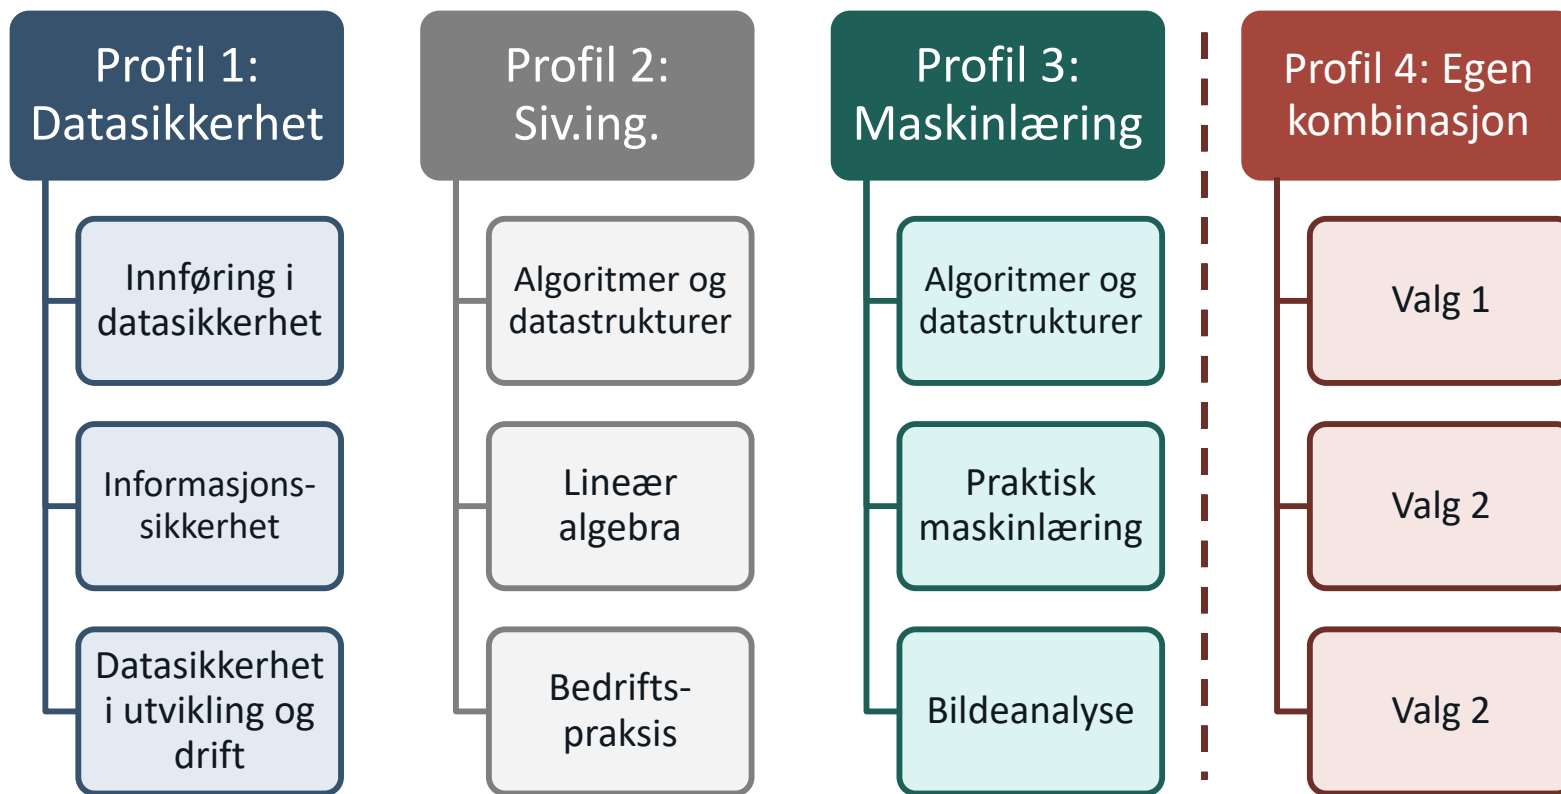 Profil 1:
Datasikkerhet
Innføring i
datasikkerhet
Informasjons-
sikkerhet
Datasikkerhet
i utvikling og
drift
Profil 2:
Siv.ing.
Algoritmer og
datastrukturer
Lineær
algebra
Bedrifts-
praksis
Profil 3:
Maskinlæring
Algoritmer og
datastrukturer
Praktisk
maskinlæring
Bildeanalyse
Profil 4: Egen
kombinasjon
Valg 1
Valg 2
Valg 2